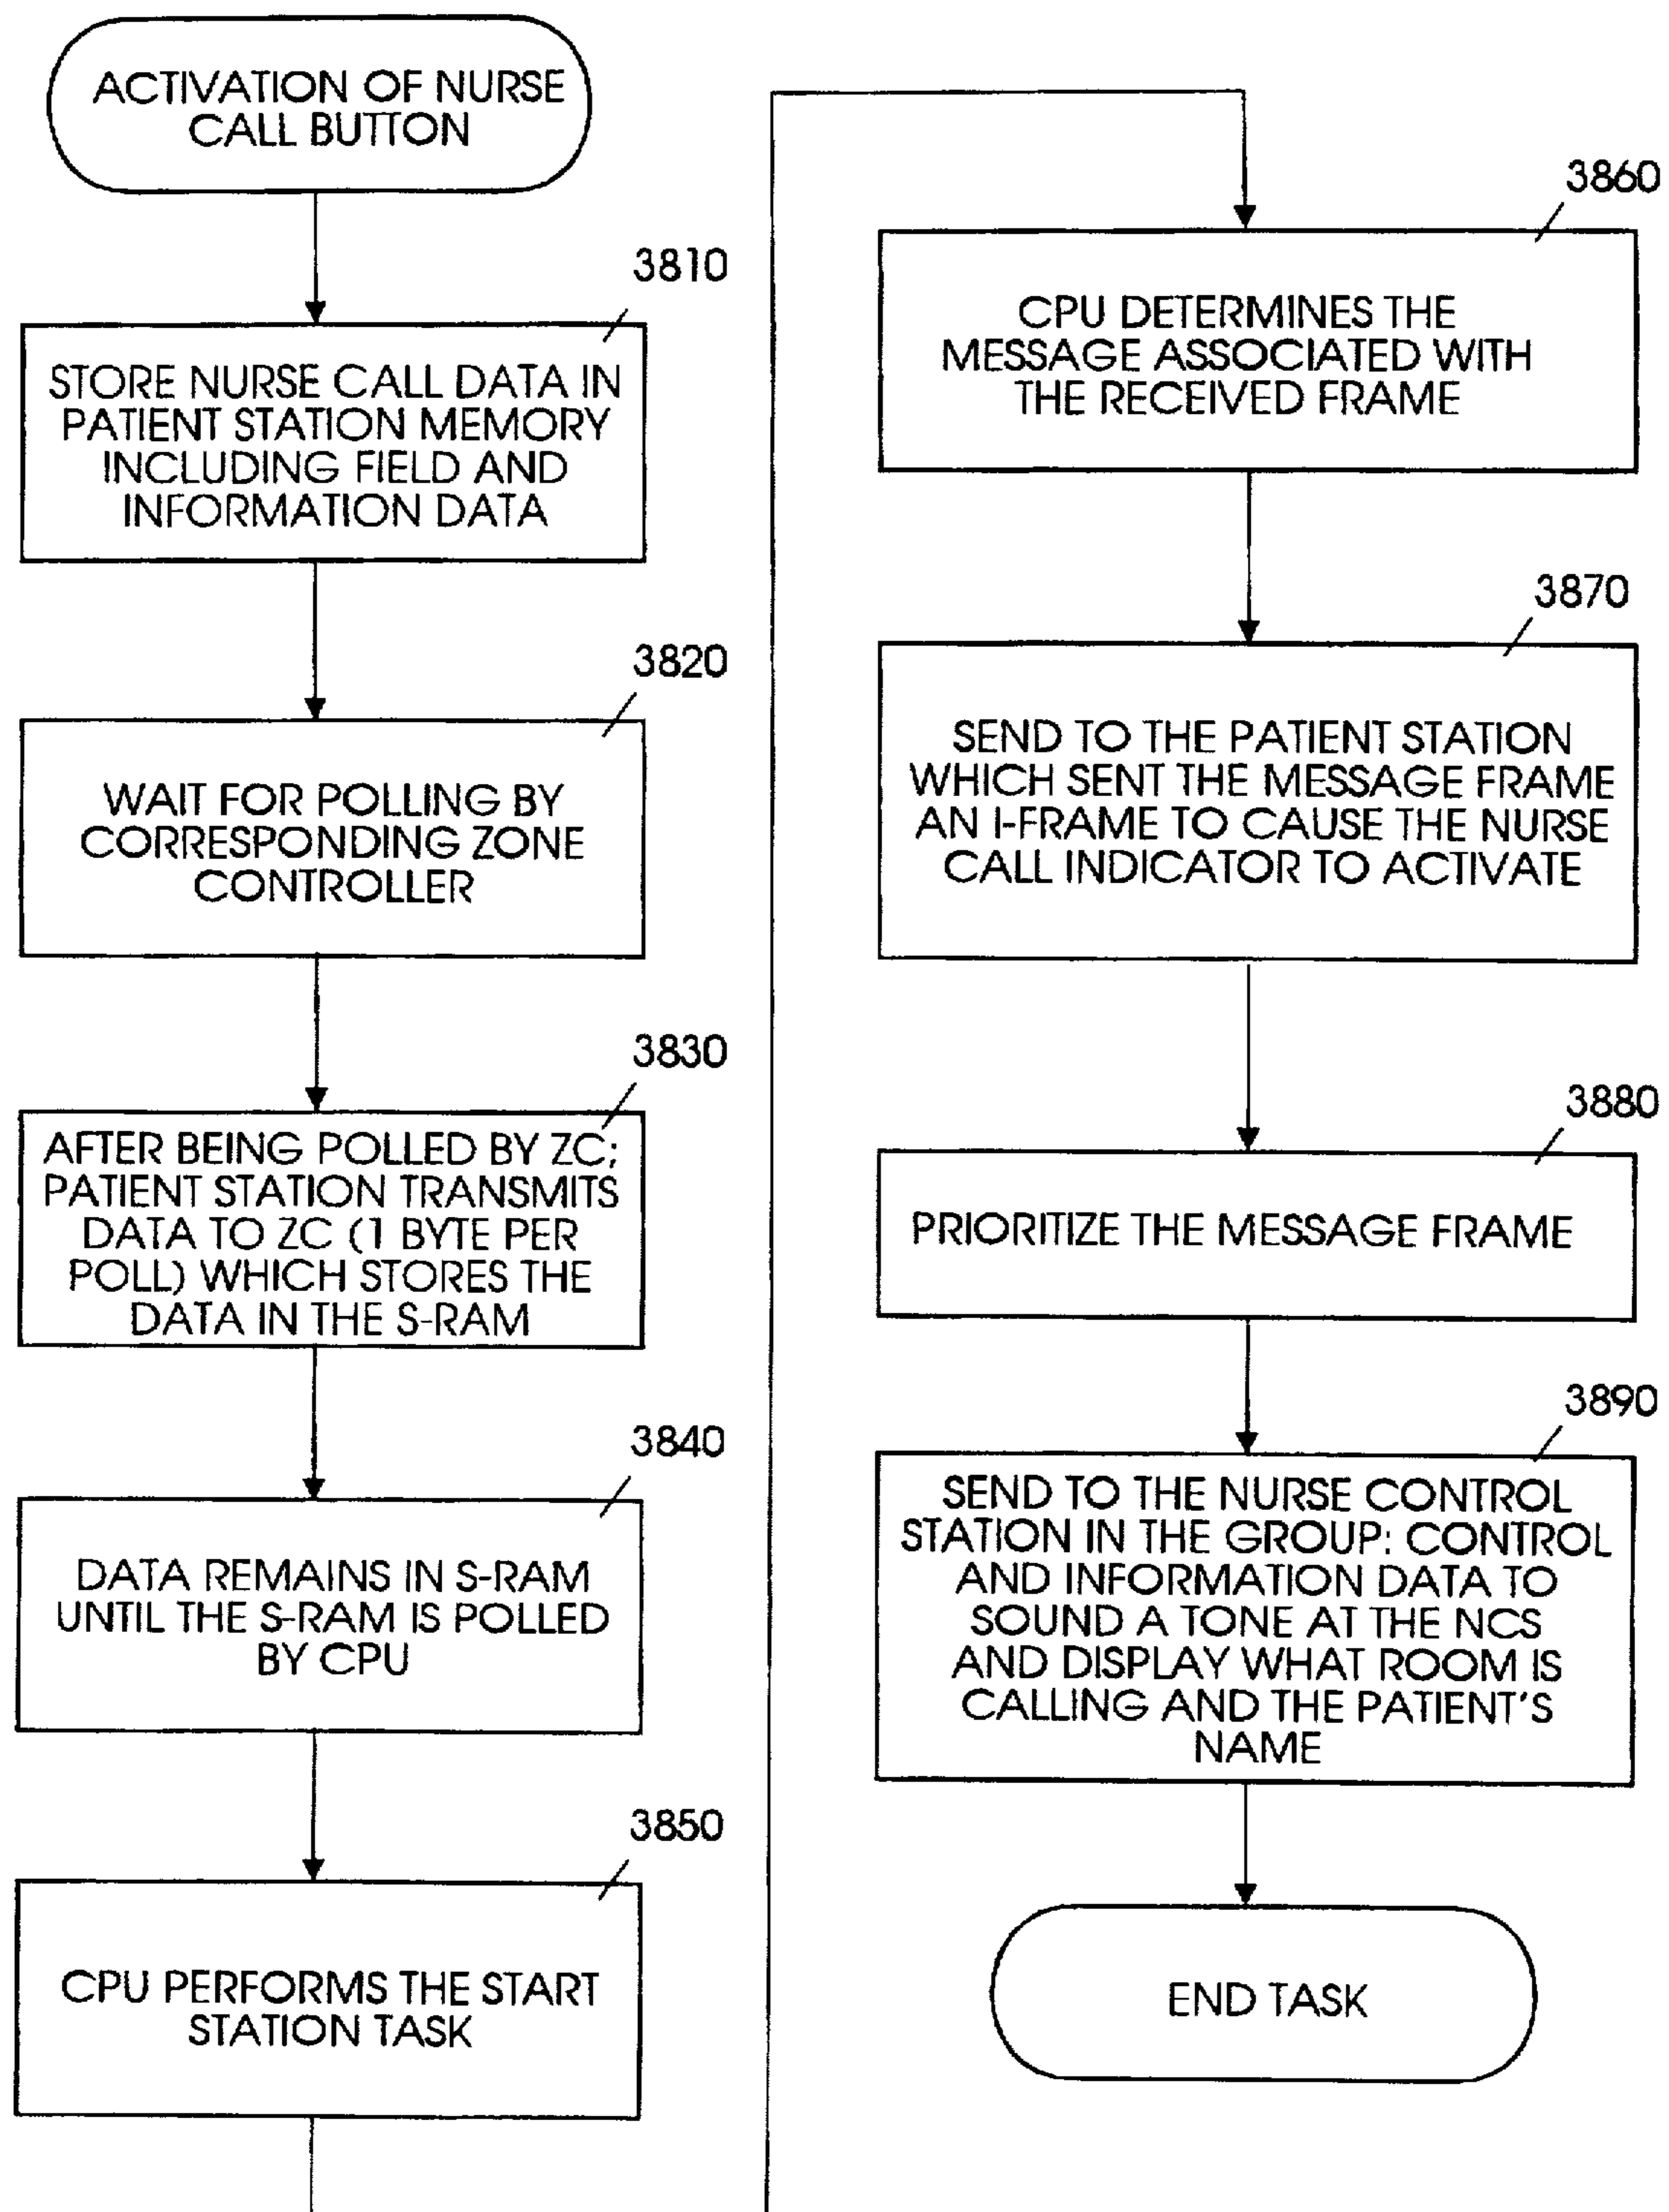 ACTIVATION OF NURSE
CALL BUTTON
3810
STORE NURSE CALL DATA IN
PATIENT STATION MEMORY
INCLUDING FIELD AND
INFORMATION DATA
3820
WAIT FOR POLLING BY
CORRESPONDING ZONE
CONTROLLER
3830
AFTER BEING POLLED BY ZC;
PATIENT STATION TRANSMITS
DATA TO ZC (1 BYTE PER
POLL) WHICH STORES THE
DATA IN THE S-RAM
3840
DATA REMAINS IN S-RAM
UNTIL THE S-RAM IS POLLED
BY CPU
3850
CPU PERFORMS THE START
STATION TASK
3860
CPU DETERMINES THE
MESSAGE ASSOCIATED WITH
THE RECEIVED FRAME
3870
SEND TO THE PATIENT STATION
WHICH SENT THE MESSAGE FRAME
AN I-FRAME TO CAUSE THE NURSE
CALL INDICATOR TO ACTIVATE
3880
PRIORITIZE THE MESSAGE FRAME
3890
SEND TO THE NURSE CONTROL
STATION IN THE GROUP: CONTROL
AND INFORMATION DATA TO
SOUND A TONE AT THE NCS
AND DISPLAY WHAT ROOM IS
CALLING AND THE PATIENT'S
NAME
END TASK